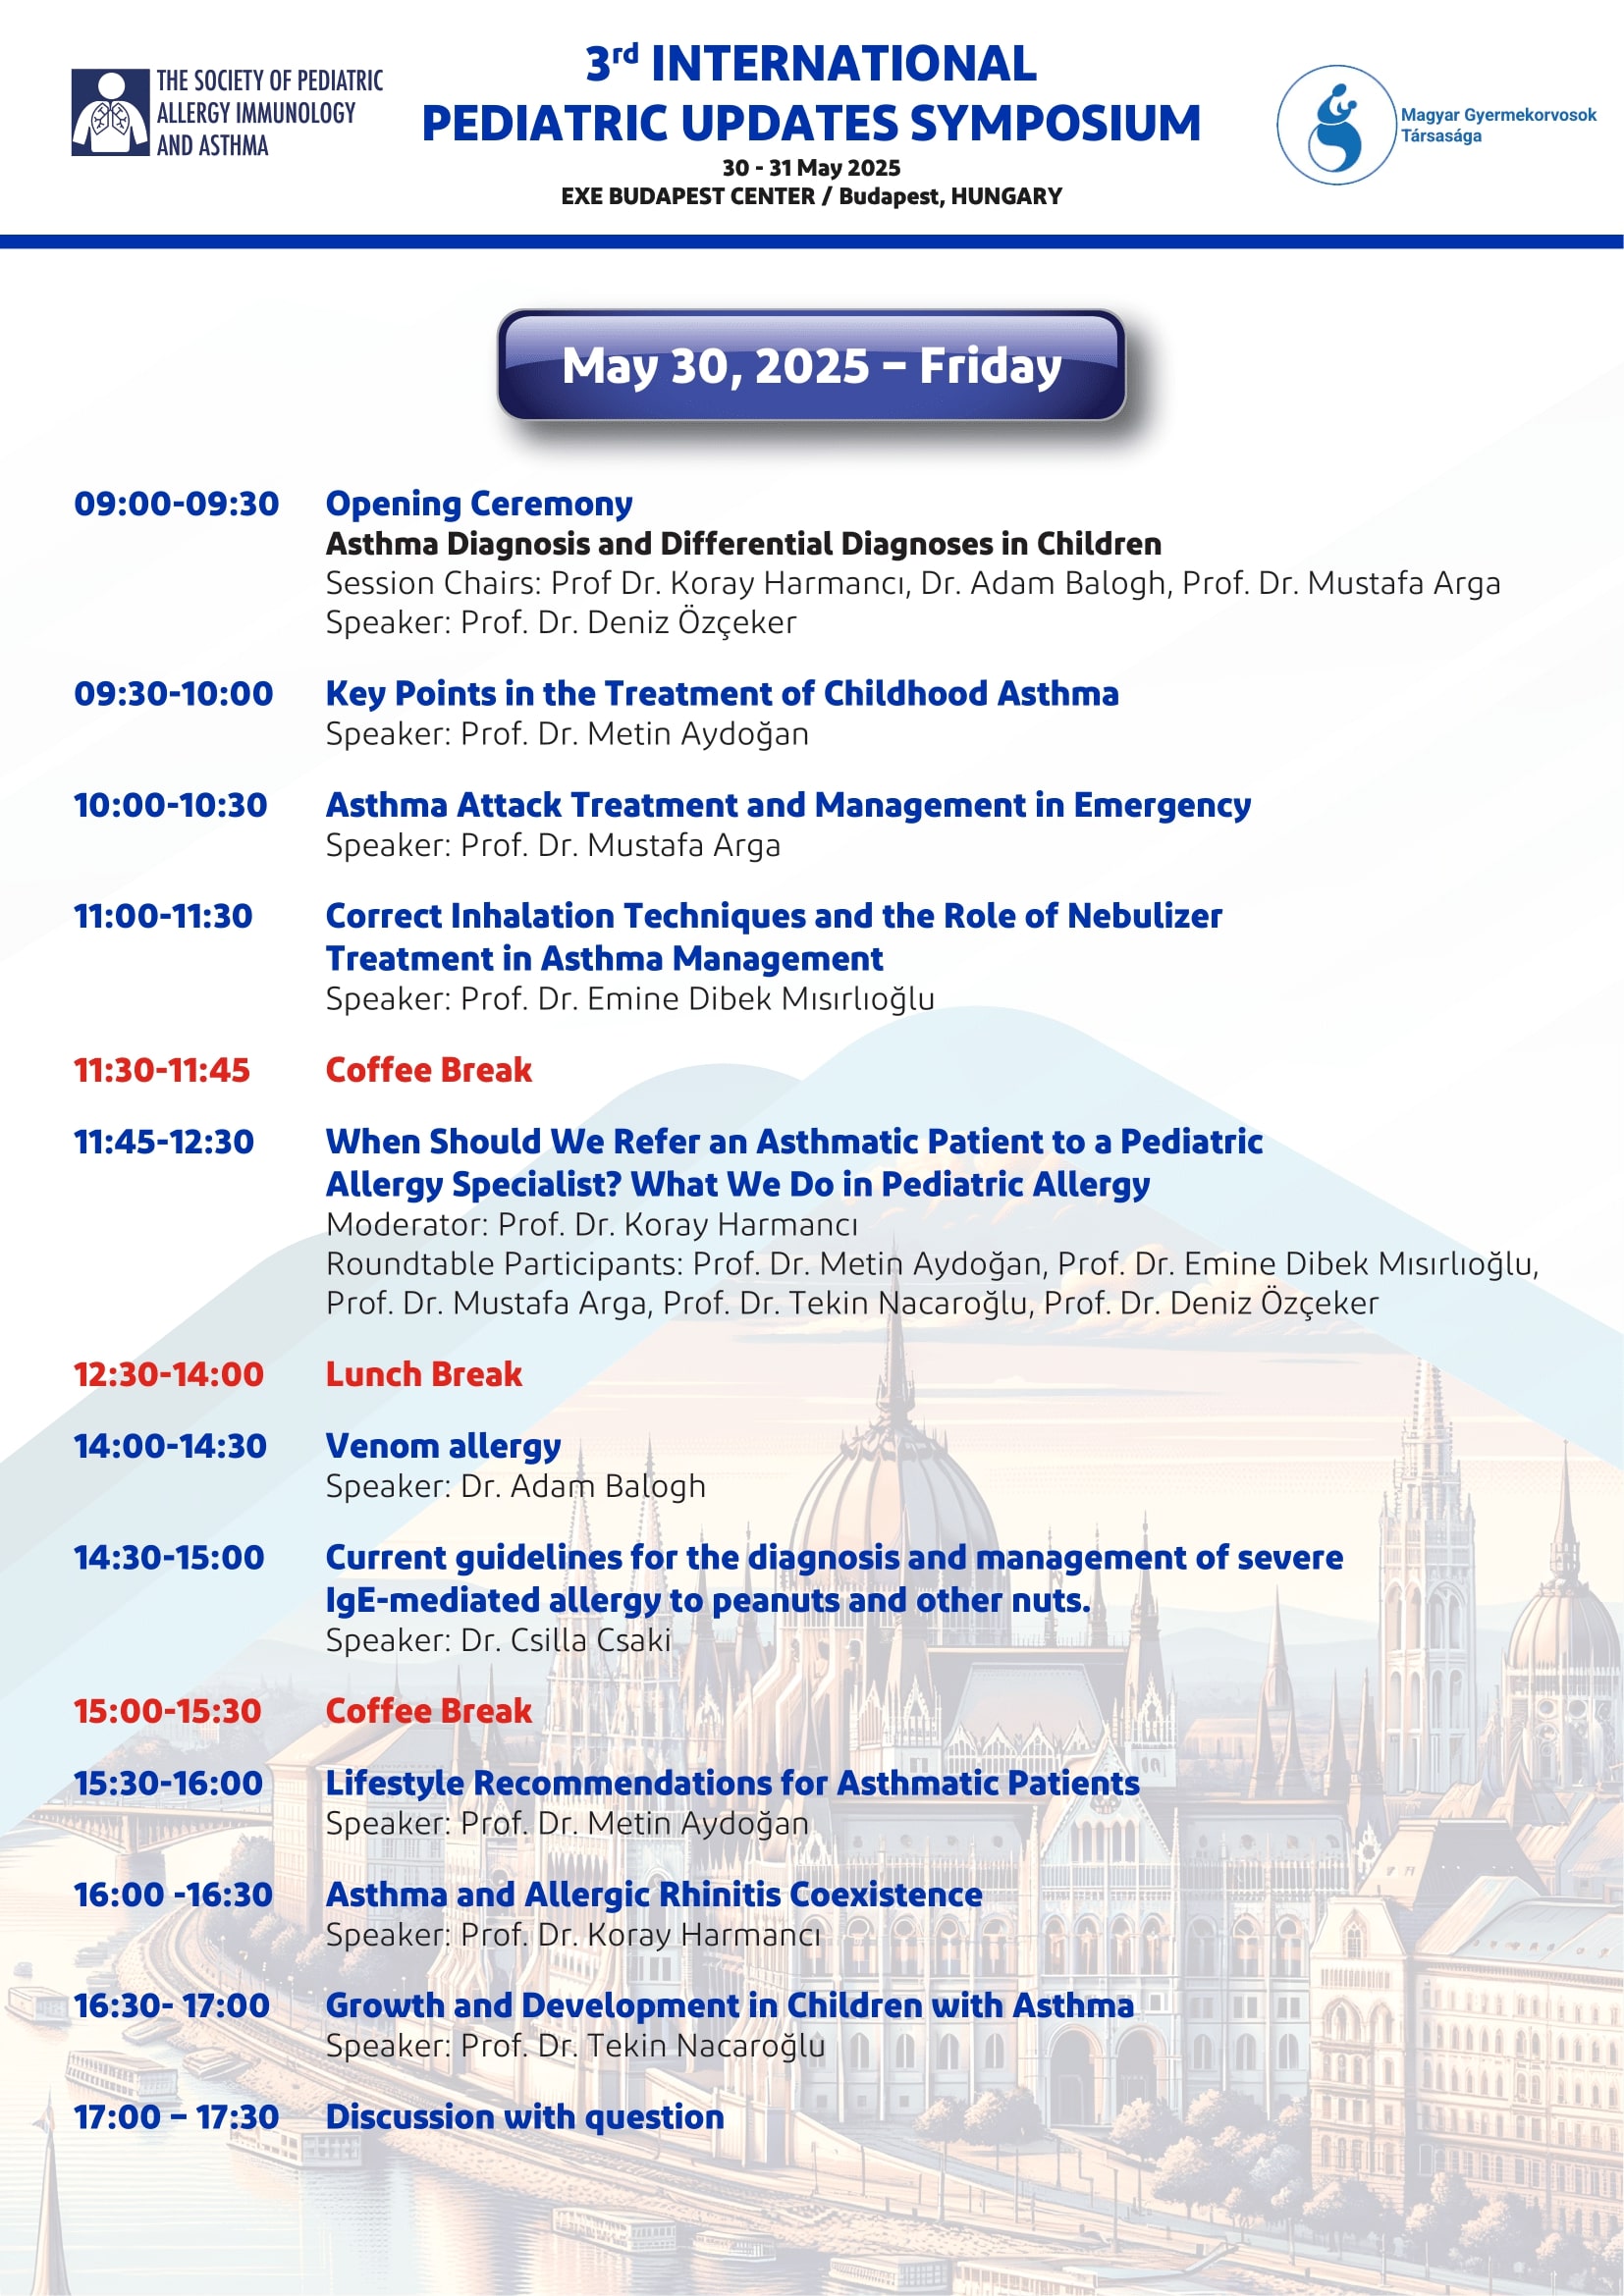 THE SOCIETY OF PEDIATRIC
ALLERGY IMMUNOLOGY
AND ASTHMA
3rd INTERNATIONAL
PEDIATRIC UPDATES SYMPOSIUM
30 - 31 May 2025
EXE BUDAPEST CENTER / Budapest, HUNGARY
Magyar Gyermekorvosok
Társasága
May 30, 2025 – Friday
09:00-09:30 Opening Ceremony
Asthma Diagnosis and Differential Diagnoses in Children
Session Chairs: Prof Dr. Koray Harmancı, Dr. Adam Balogh, Prof. Dr. Mustafa Arga
Speaker: Prof. Dr. Deniz Özçeker
09:30-10:00 Key Points in the Treatment of Childhood Asthma
Speaker: Prof. Dr. Metin Aydoğan
10:00-10:30 Asthma Attack Treatment and Management in Emergency
Speaker: Prof. Dr. Mustafa Arga
11:00-11:30 Correct Inhalation Techniques and the Role of Nebulizer
Treatment in Asthma Management
Speaker: Prof. Dr. Emine Dibek Mısırlıoğlu
11:30-11:45 Coffee Break
11:45-12:30 When Should We Refer an Asthmatic Patient to a Pediatric
Allergy Specialist? What We Do in Pediatric Allergy
Moderator: Prof. Dr. Koray Harmancı
Roundtable Participants: Prof. Dr. Metin Aydoğan, Prof. Dr. Emine Dibek Mısırlıoğlu,
Prof. Dr. Mustafa Arga, Prof. Dr. Tekin Nacaroğlu, Prof. Dr. Deniz Özçeker
12:30-14:00 Lunch Break
14:00-14:30 Venom allergy
Speaker: Dr. Adam Balogh
14:30-15:00 Current guidelines for the diagnosis and management of severe
IgE-mediated allergy to peanuts and other nuts.
Speaker: Dr. Csilla Csaki
15:00-15:30 Coffee Break
15:30-16:00 Lifestyle Recommendations for Asthmatic Patients
Speaker: Prof. Dr. Metin Aydoğan
16:00 -16:30 Asthma and Allergic Rhinitis Coexistence
Speaker: Prof. Dr. Koray Harmancı
16:30- 17:00 Growth and Development in Children with Asthma
Speaker: Prof. Dr. Tekin Nacaroğlu
17:00 – 17:30 Discussion with question